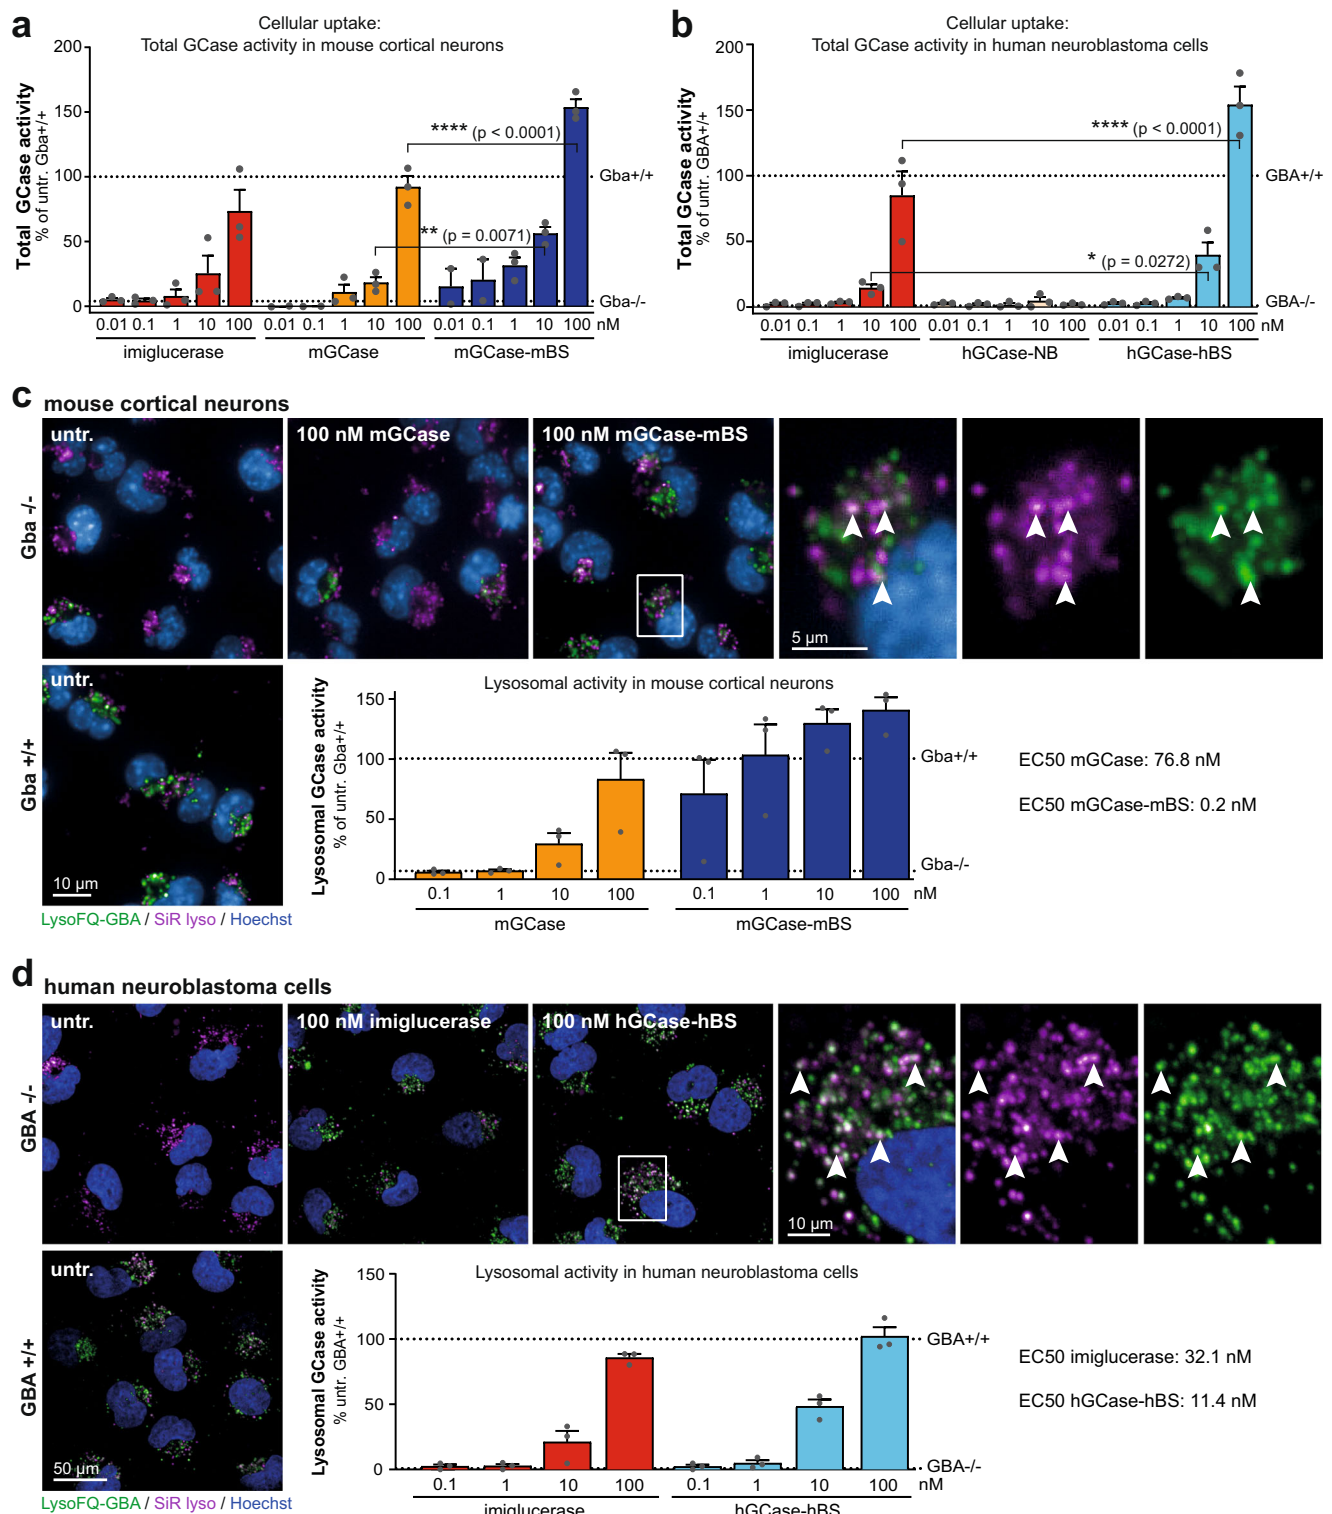 a
Cellular uptake:
Total GCase activity in mouse cortical neurons
Total GCase activity
% of untr. Gba+/+
200
150
100
50
0
**** (p < 0.0001)
** (p = 0.0071)
Gba+/+
Gba-/-
0.01 0.1 1 10 100 0.01 0.1 1 10 100 0.01 0.1 1 10 100 nM
imiglucerase mGCase mGCase-mBS
b
Cellular uptake:
Total GCase activity in human neuroblastoma cells
Total GCase activity
% of untr. GBA+/+
200
150
100
50
0
**** (p < 0.0001)
* (p = 0.0272)
GBA+/+
GBA-/-
0.01 0.1 1 10 100 0.01 0.1 1 10 100 0.01 0.1 1 10 100 nM
imiglucerase hGCase-NB hGCase-hBS
c
mouse cortical neurons
Gba -/-
untr.
100 nM mGCase
100 nM mGCase-mBS
5 µm
Gba +/+
untr.
10 µm
LysoFQ-GBA / SiR lyso / Hoechst
Lysosomal activity in mouse cortical neurons
Lysosomal GCase activity
% of untr. Gba+/+
150
100
50
0
Gba+/+
Gba-/-
0.1 1 10 100 0.1 1 10 100 nM
mGCase mGCase-mBS
EC50 mGCase: 76.8 nM
EC50 mGCase-mBS: 0.2 nM
d
human neuroblastoma cells
GBA -/-
untr.
100 nM imiglucerase
100 nM hGCase-hBS
10 µm
GBA +/+
untr.
50 µm
LysoFQ-GBA / SiR lyso / Hoechst
Lysosomal activity in human neuroblastoma cells
Lysosomal GCase activity
% untr. GBA+/+
150
100
50
0
GBA+/+
GBA-/-
0.1 1 10 100 0.1 1 10 100 nM
imiglucerase hGCase-hBS
EC50 imiglucerase: 32.1 nM
EC50 hGCase-hBS: 11.4 nM